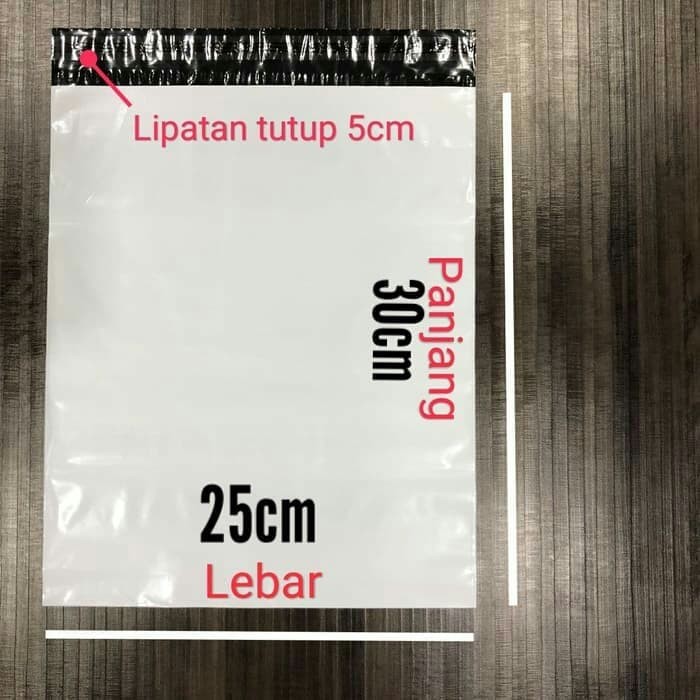 Lipatan tutup 5cm
Panjang
30cm
25cm
Lebar